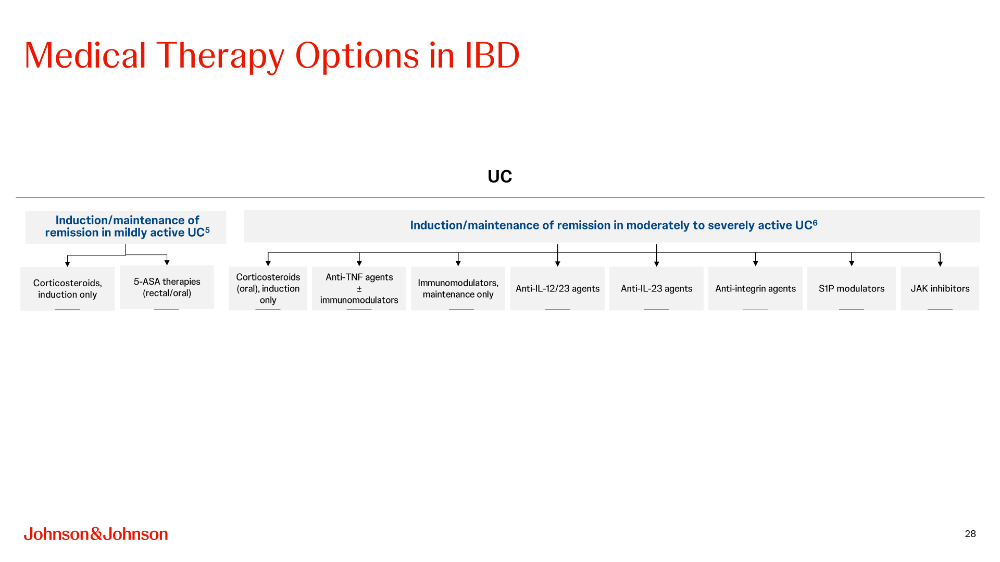 Medical Therapy Options in IBD
UC
Induction/maintenance of
remission in mildly active UC5
Induction/maintenance of remission in moderately to severely active UC6
Corticosteroids,
induction only
5-ASA therapies
(rectal/oral)
Corticosteroids
(oral), induction
only
Anti-TNF agents
±
immunomodulators
Immunomodulators,
maintenance only
Anti-IL-12/23 agents
Anti-IL-23 agents
Anti-integrin agents
S1P modulators
JAK inhibitors
Johnson&Johnson
28